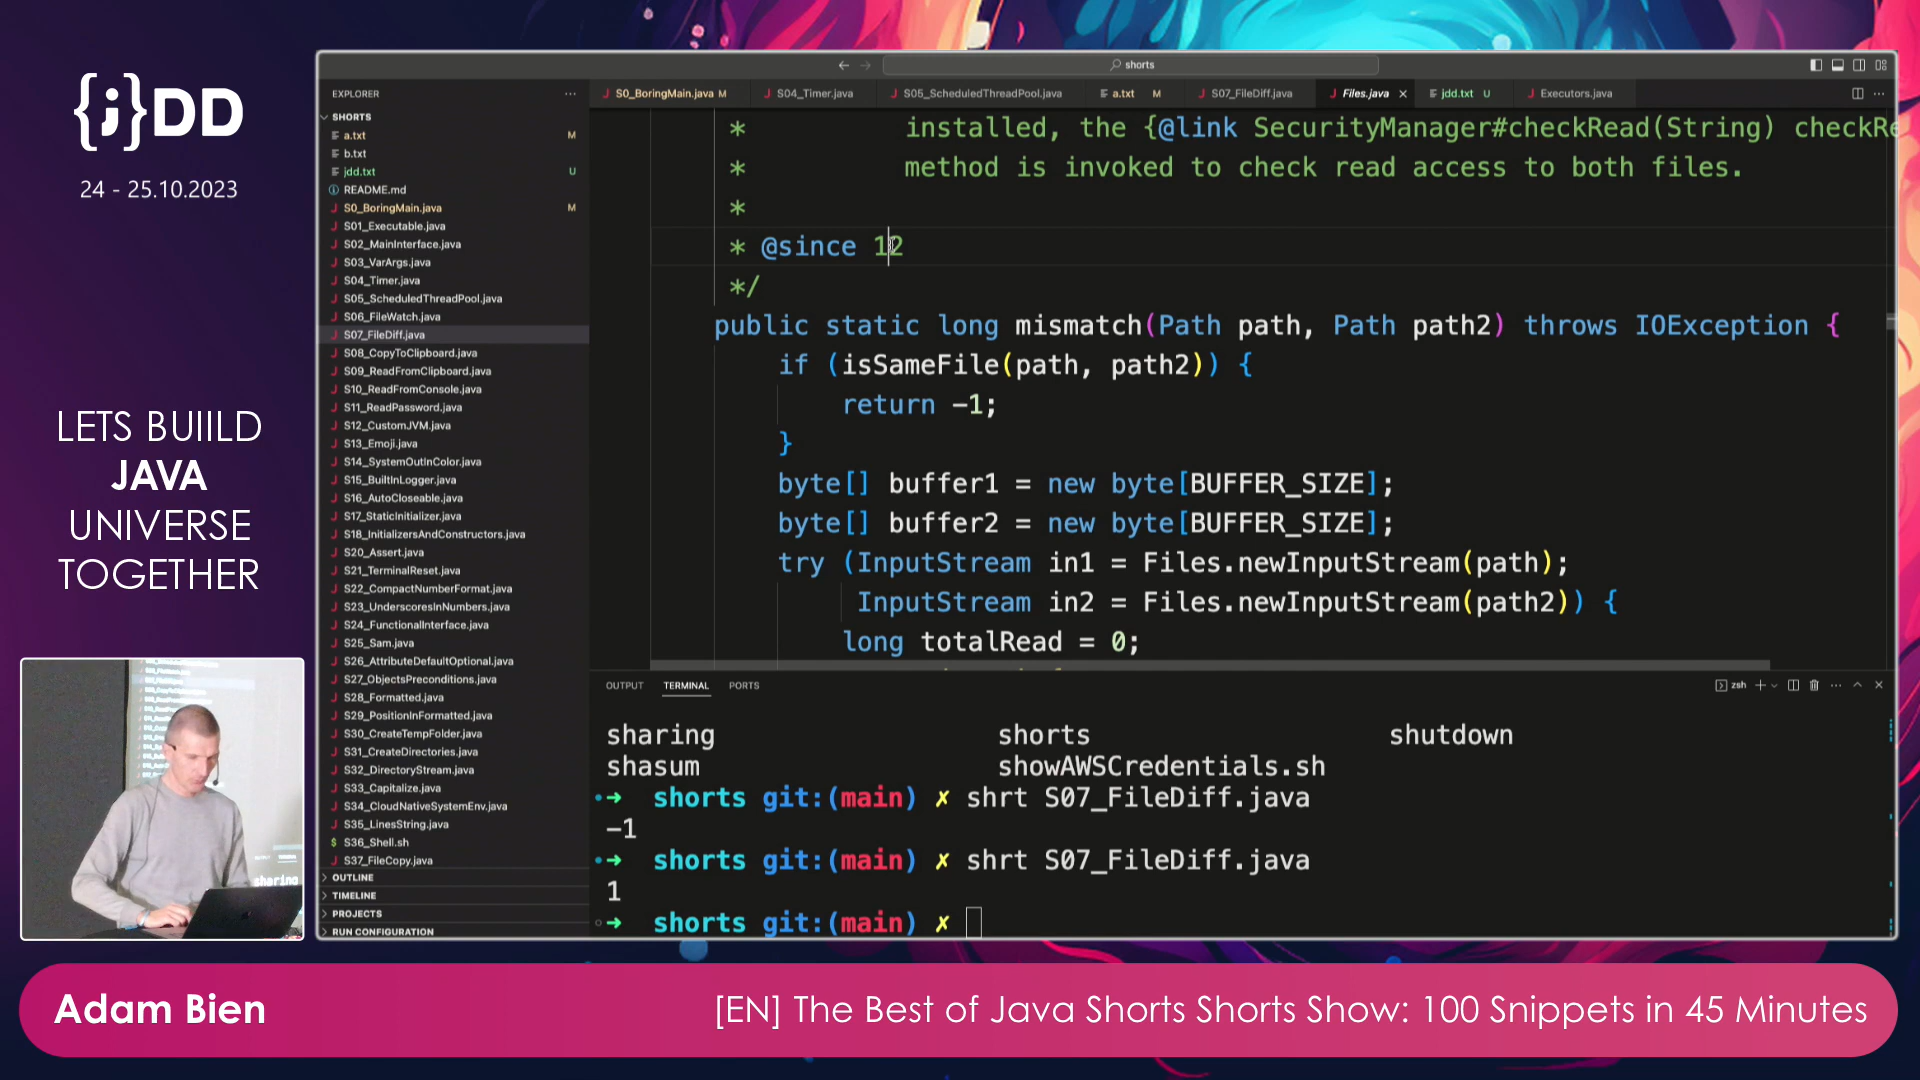 {j}DD
24 - 25.10.2023
LETS BUIILD
JAVA
UNIVERSE
TOGETHER
shorts
EXPLORER
SHORTS
a.txt M
b.txt
jdd.txt U
README.md
S0_BoringMain.java M
S01_Executable.java
S02_MainInterface.java
S03_VarArgs.java
S04_Timer.java
S05_ScheduledThreadPool.java
S06_FileWatch.java
S07_FileDiff.java
S08_CopyToClipboard.java
S09_ReadFromClipboard.java
S10_ReadFromConsole.java
S11_ReadPassword.java
S12_CustomJVM.java
S13_Emoji.java
S14_SystemOutInColor.java
S15_BuiltInLogger.java
S16_AutoCloseable.java
S17_StaticInitializer.java
S18_InitializersAndConstructors.java
S20_Assert.java
S21_TerminalReset.java
S22_CompactNumberFormat.java
S23_UnderscoresInNumbers.java
S24_FunctionalInterface.java
S25_Sam.java
S26_AttributeDefaultOptional.java
S27_ObjectsPreconditions.java
S28_Formatted.java
S29_PositionInFormatted.java
S30_CreateTempFolder.java
S31_CreateDirectories.java
S32_DirectoryStream.java
S33_Capitalize.java
S34_CloudNativeSystemEnv.java
S35_LinesString.java
S36_Shell.sh
S37_FileCopy.java
OUTLINE
TIMELINE
PROJECTS
RUN CONFIGURATION
S0_BoringMain.java M S04_Timer.java S05_ScheduledThreadPool.java a.txt M S07_FileDiff.java Files.java jdd.txt U Executors.java
* installed, the {@link SecurityManager#checkRead(String) checkRe
* method is invoked to check read access to both files.
*
* @since 12
*/
public static long mismatch(Path path, Path path2) throws IOException {
if (isSameFile(path, path2)) {
return -1;
}
byte[] buffer1 = new byte[BUFFER_SIZE];
byte[] buffer2 = new byte[BUFFER_SIZE];
try (InputStream in1 = Files.newInputStream(path);
InputStream in2 = Files.newInputStream(path2)) {
long totalRead = 0;
OUTPUT TERMINAL PORTS zsh
sharing shorts shutdown
shasum showAWSCredentials.sh
➜ shorts git:(main) ✗ shrt S07_FileDiff.java
-1
➜ shorts git:(main) ✗ shrt S07_FileDiff.java
1
➜ shorts git:(main) ✗
sharing
Adam Bien
[EN] The Best of Java Shorts Shorts Show: 100 Snippets in 45 Minutes